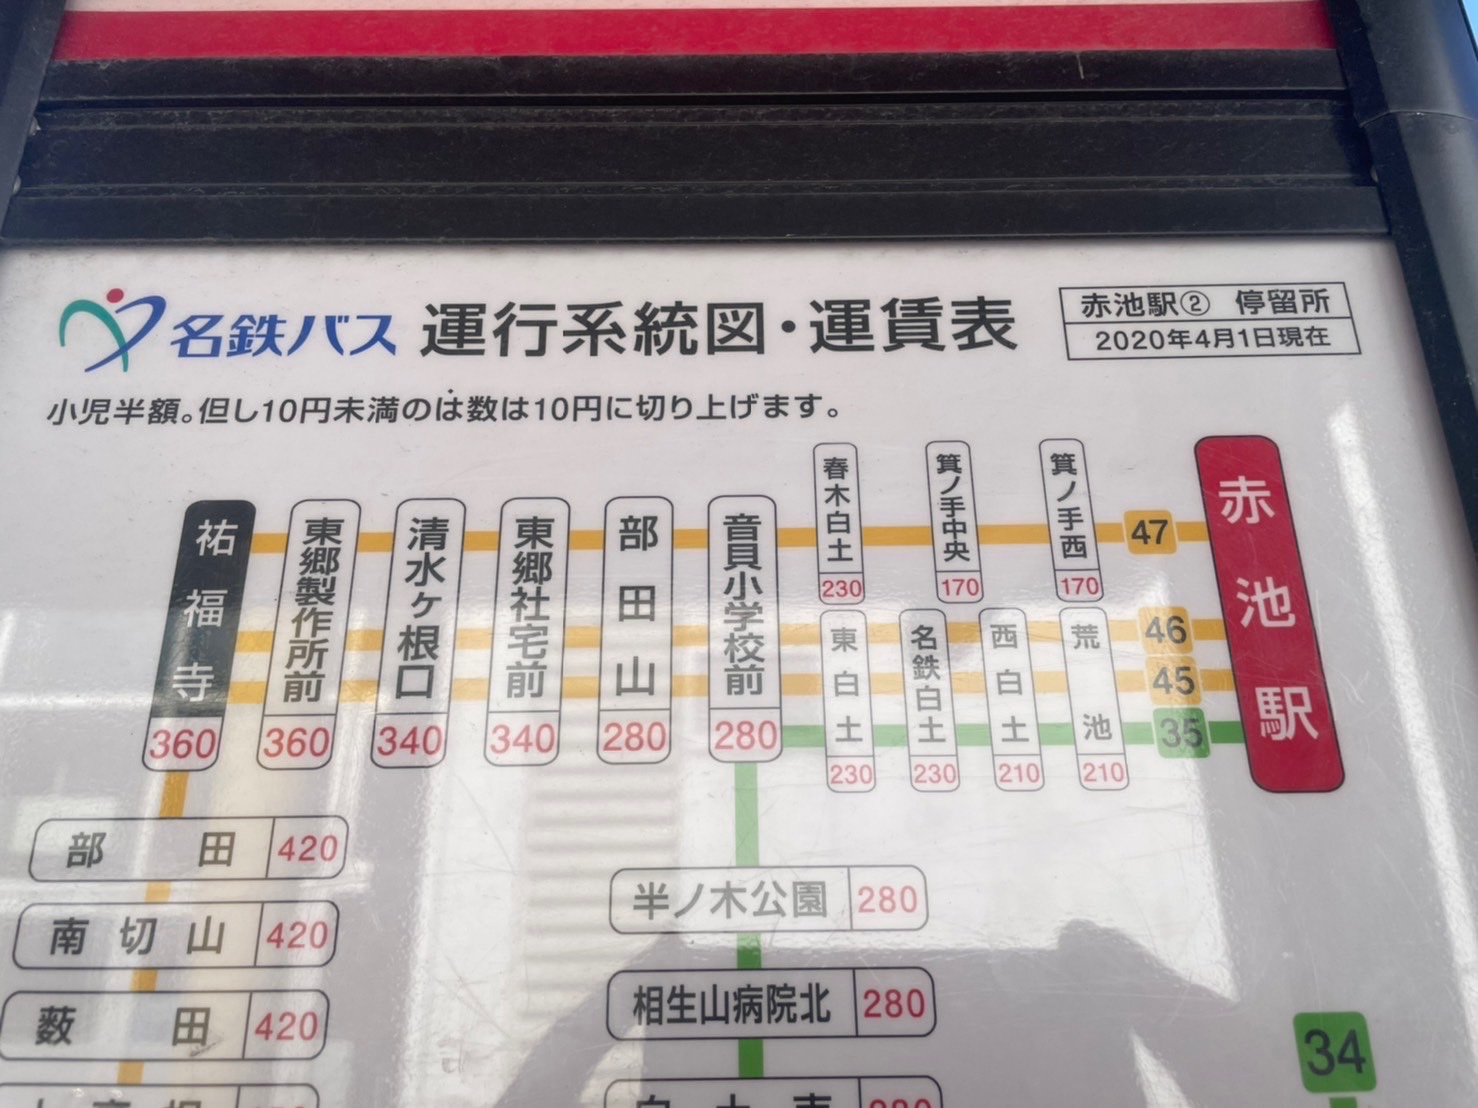 名鉄バス 運行系統図・運賃表
赤池駅② 停留所
2020年4月1日現在
小児半額。但し10円未満のは数は10円に切り上げます。
赤池駅
47
46
45
35
箕ノ手西 170
箕ノ手中央 170
春木白土 230
荒池 210
西白土 210
名鉄白土 230
東白土 230
音貝小学校前 280
部田山 280
東郷社宅前 340
清水ヶ根口 340
東郷製作所前 360
祐福寺 360
部田 420
南切山 420
薮田 420
半ノ木公園 280
相生山病院北 280
34